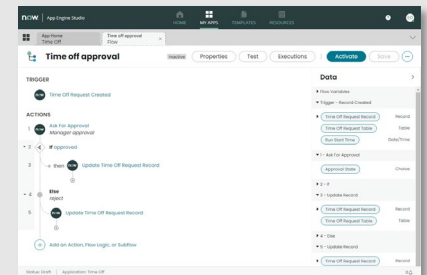 now. App Engine Studio
HOME MY APPS TEMPLATES RESOURCES
App Home
Time Off
Time off approval
Flow
Time off approval
Inactive Properties Test Executions Activate Save
TRIGGER
now Time Off Request Created
ACTIONS
1 now Ask For Approval
Manager approval
2 If approved
3 then now Update Time Off Request Record
4 Else
reject
5 now Update Time Off Request Record
Add an Action, Flow Logic, or Subflow
Data
Flow Variables
Trigger - Record Created
Time Off Request Record Record
Time Off Request Table Table
Run Start Time Date/Time
1 - Ask For Approval
Approval State Choice
2 - If
3 - Update Record
Time Off Request Record Record
Time Off Request Table Table
4 - Else
5 - Update Record
Time Off Request Record Record
Status: Draft | Application: Time Off